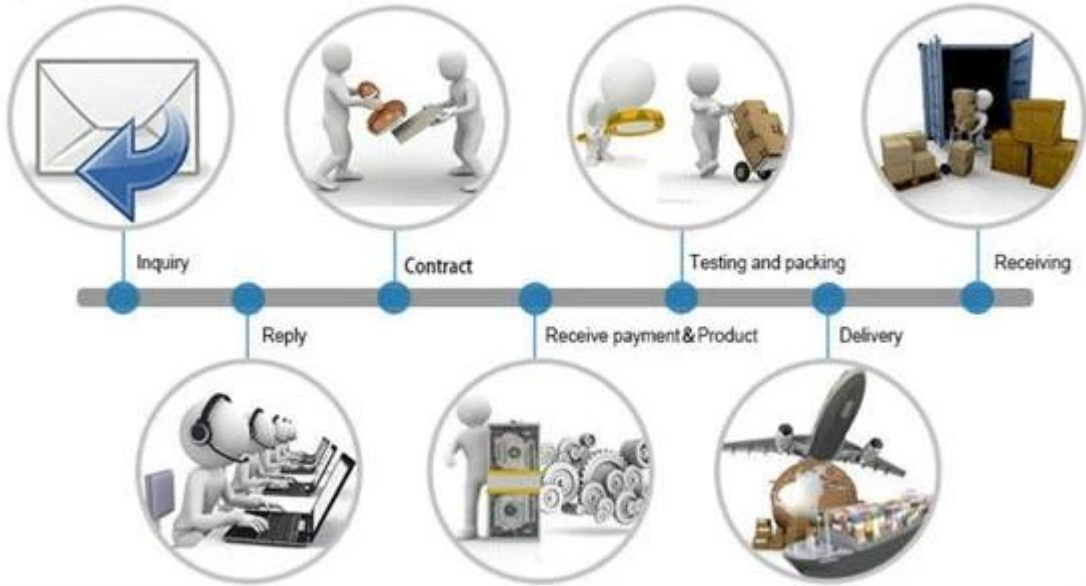 Inquiry
Reply
Contract
Receive payment&Product
Testing and packing
Delivery
Receiving